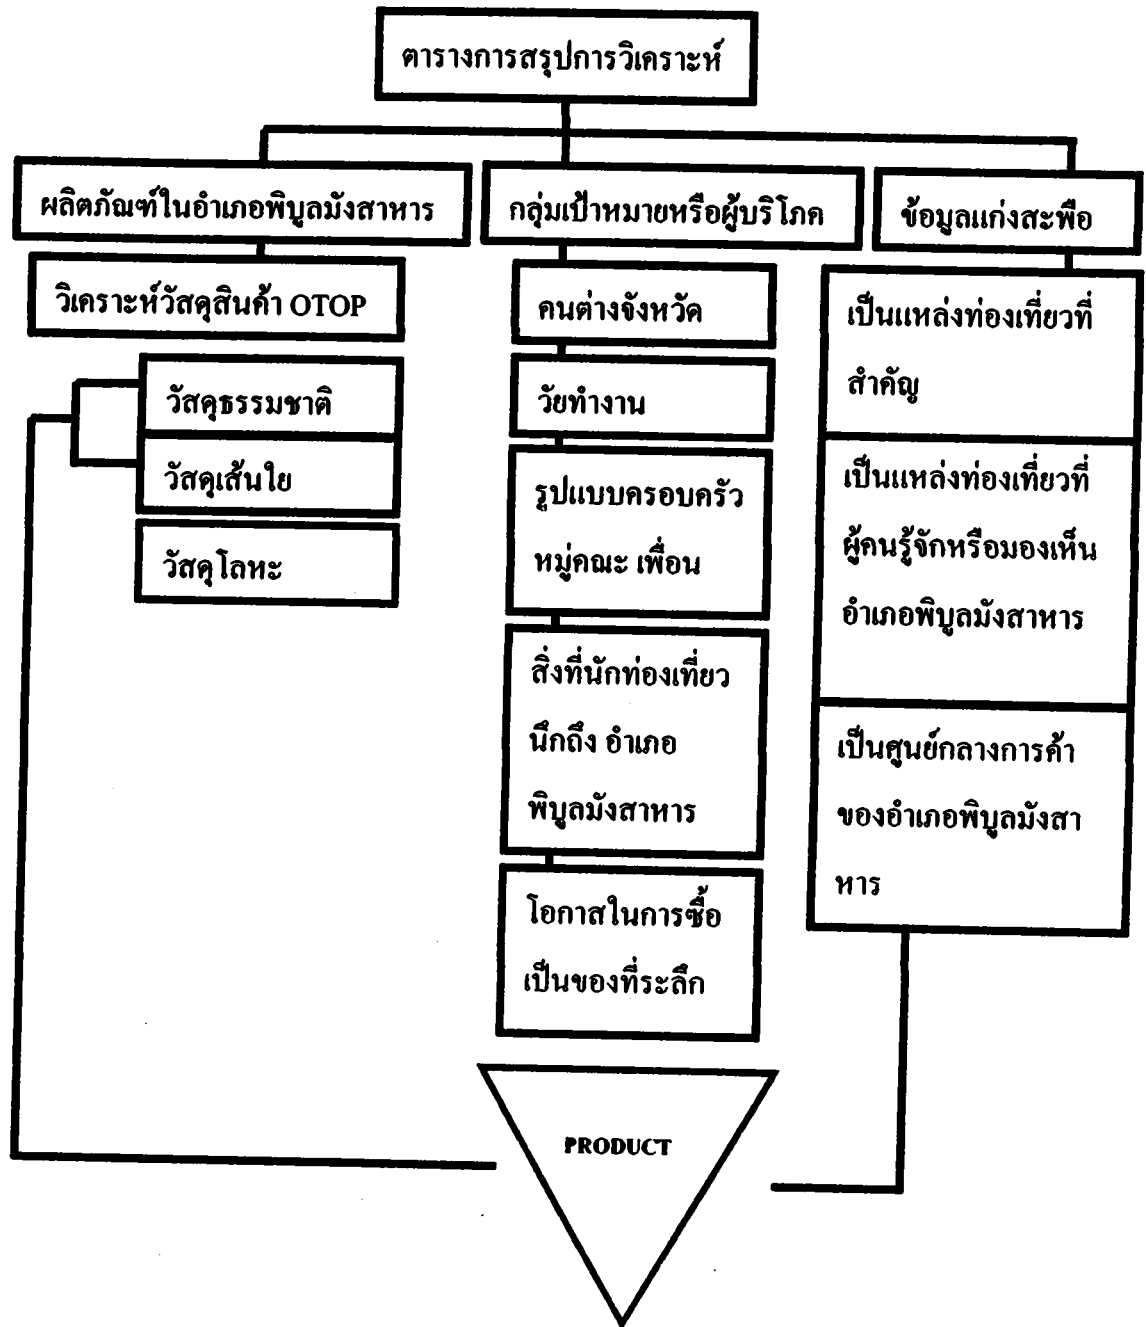 ตารางการสรุปการวิเคราะห์
ผลิตภัณฑ์ในอำเภอพิบูลมังสาหาร
วิเคราะห์วัสดุสินค้า OTOP
วัสดุธรรมชาติ
วัสดุเส้นใย
วัสดุโลหะ
กลุ่มเป้าหมายหรือผู้บริโภค
คนต่างจังหวัด
วัยทำงาน
รูปแบบครอบครัว
หมู่คณะ เพื่อน
สิ่งที่นักท่องเที่ยว
นึกถึง อำเภอ
พิบูลมังสาหาร
โอกาสในการซื้อ
เป็นของที่ระลึก
ข้อมูลแก่งสะพือ
เป็นแหล่งท่องเที่ยวที่
สำคัญ
เป็นแหล่งท่องเที่ยวที่
ผู้คนรู้จักหรือมองเห็น
อำเภอพิบูลมังสาหาร
เป็นศูนย์กลางการค้า
ของอำเภอพิบูลมังสา
หาร
PRODUCT